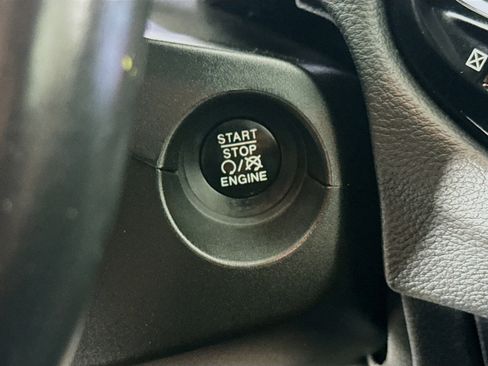 START
STOP
/
ENGINE